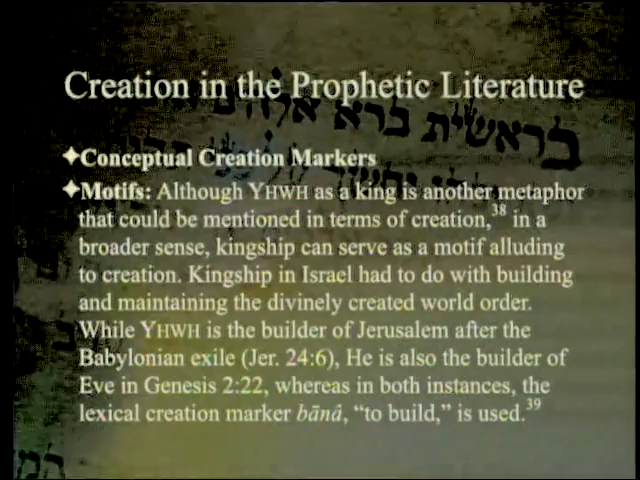 Creation in the Prophetic Literature
בראשית ברא אלהים
✦Conceptual Creation Markers
✦Motifs: Although YHWH as a king is another metaphor
that could be mentioned in terms of creation,38 in a
broader sense, kingship can serve as a motif alluding
to creation. Kingship in Israel had to do with building
and maintaining the divinely created world order.
While YHWH is the builder of Jerusalem after the
Babylonian exile (Jer. 24:6), He is also the builder of
Eve in Genesis 2:22, whereas in both instances, the
lexical creation marker bānâ, “to build,” is used.39